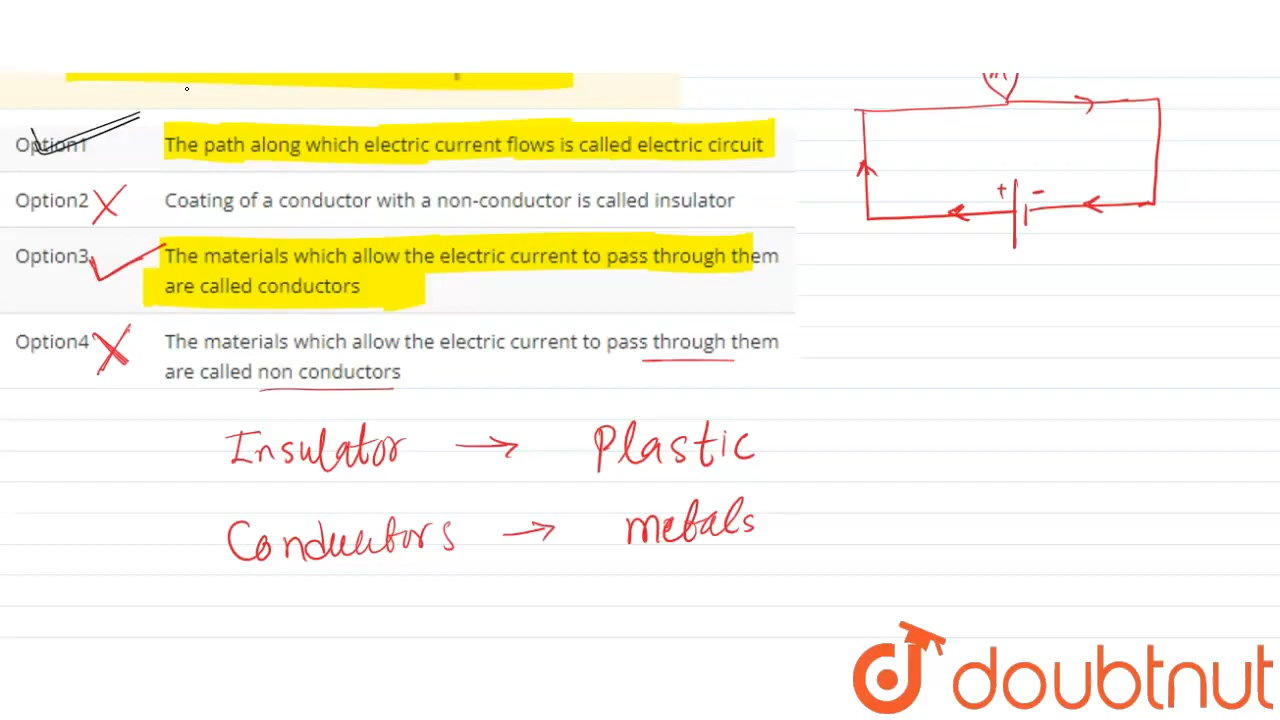 Option1 The path along which electric current flows is called electric circuit
+ -
Option2 Coating of a conductor with a non-conductor is called insulator
Option3 The materials which allow the electric current to pass through them
are called conductors
Option4 The materials which allow the electric current to pass through them
are called non conductors
Insulator → Plastic
Conductors → metals
doubtnut